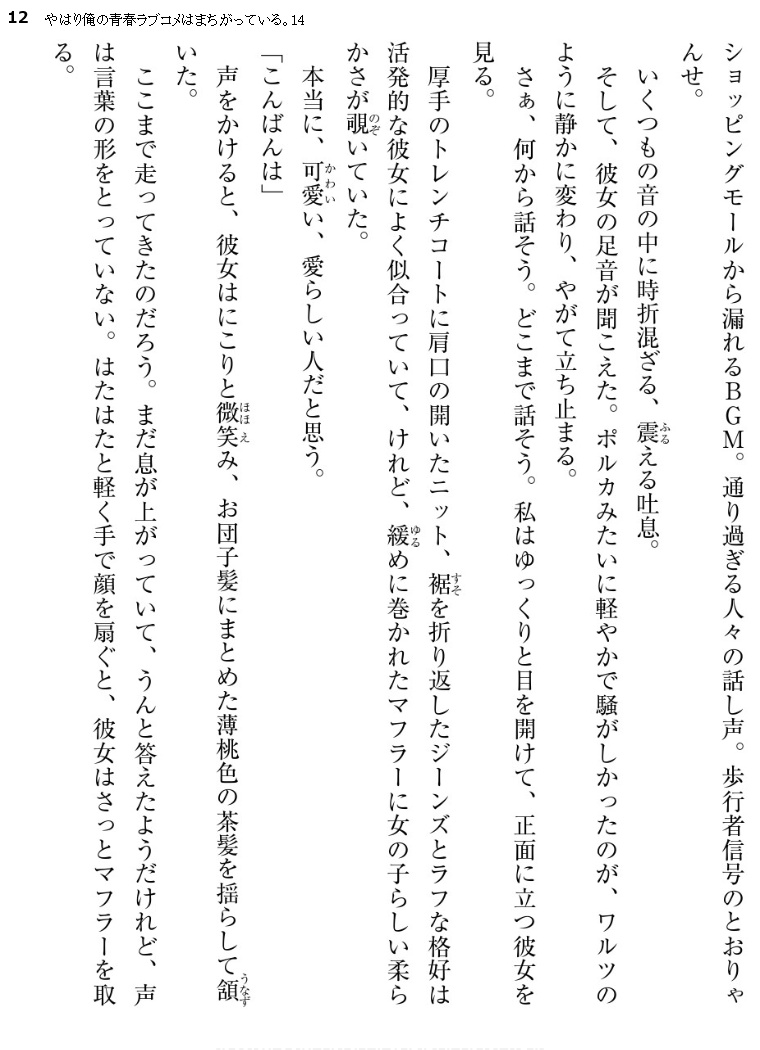 12 やはり俺の青春ラブコメはまちがっている。14
ショッピングモールから漏れるBGM。通り過ぎる人々の話し声。歩行者信号のとおりゃ
んせ。
いくつもの音の中に時折混ざる、震える吐息。
そして、彼女の足音が聞こえた。ポルカみたいに軽やかで騒がしかったのが、ワルツの
ように静かに変わり、やがて立ち止まる。
さぁ、何から話そう。どこまで話そう。私はゆっくりと目を開けて、正面に立つ彼女を
見る。
厚手のトレンチコートに肩口の開いたニット、裾を折り返したジーンズとラフな格好は
活発的な彼女によく似合っていて、けれど、緩めに巻かれたマフラーに女の子らしい柔ら
かさが覗いていた。
本当に、可愛い、愛らしい人だと思う。
「こんばんは」
声をかけると、彼女はにこりと微笑み、お団子髪にまとめた薄桃色の茶髪を揺らして頷
いた。
ここまで走ってきたのだろう。まだ息が上がっていて、うんと答えたようだけれど、声
は言葉の形をとっていない。はたはたと軽く手で顔を扇ぐと、彼女はさっとマフラーを取
る。